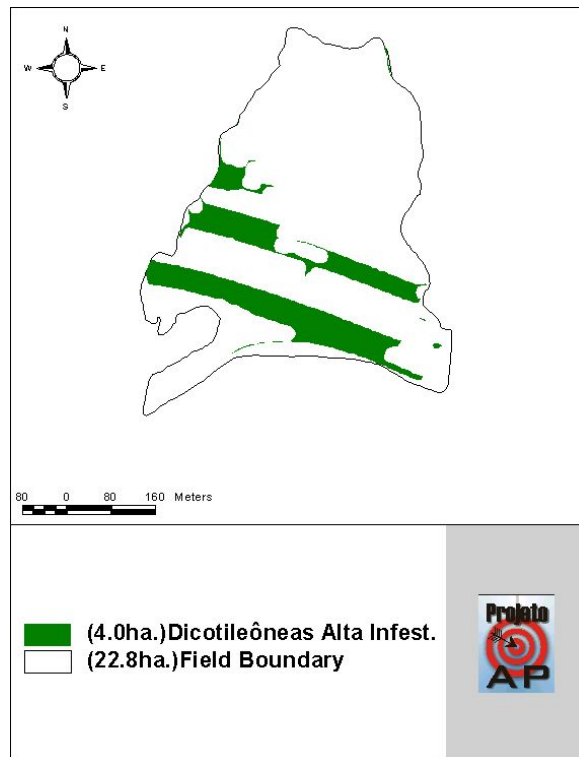 N
W E
S
80 0 80 160 Meters
(4.0ha.)Dicotileôneas Alta Infest.
(22.8ha.)Field Boundary
Projeto
AP